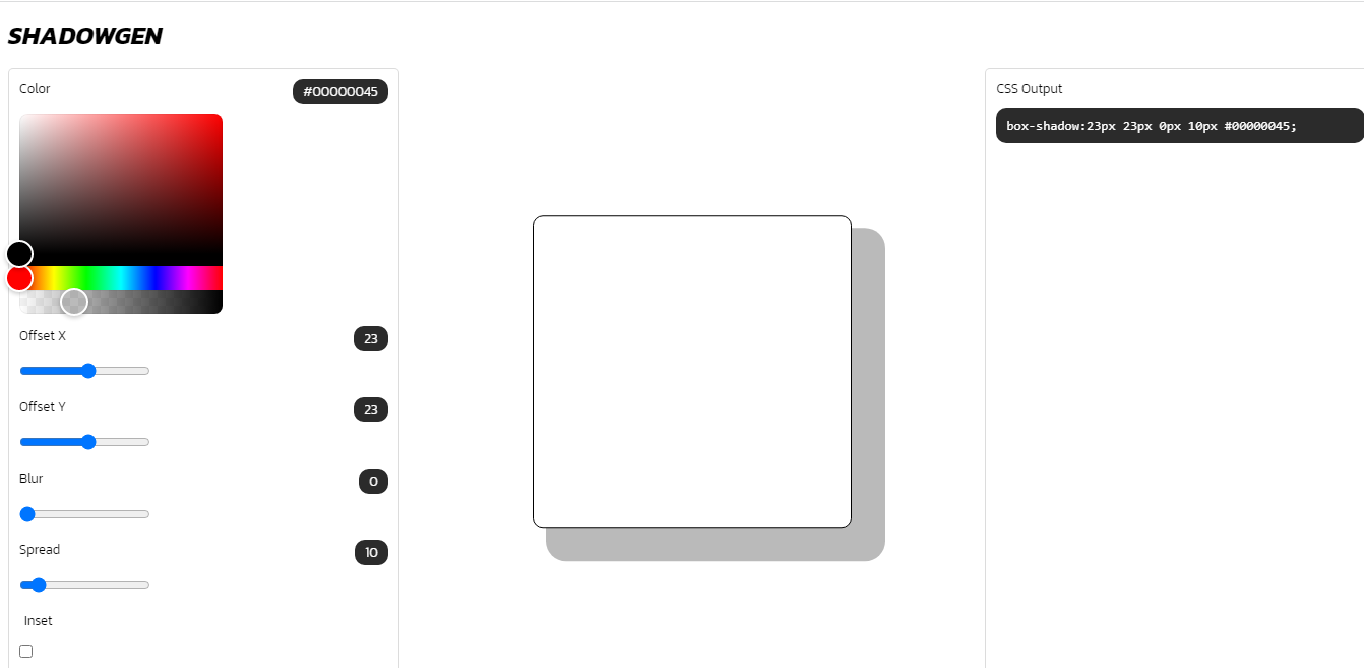 SHADOWGEN
Color
#00000045
Offset X
23
Offset Y
23
Blur
0
Spread
10
Inset
CSS Output
box-shadow:23px 23px 0px 10px #00000045;